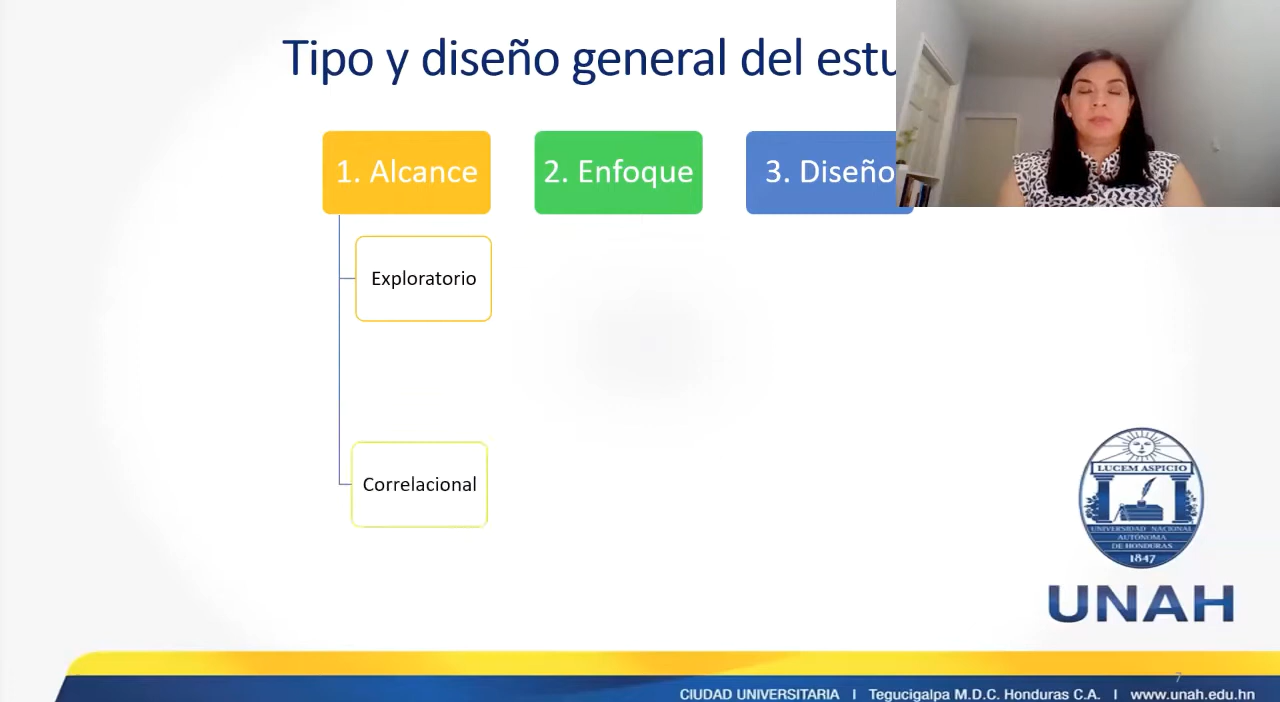 Tipo y diseño general del estu
1. Alcance
2. Enfoque
3. Diseño
Exploratorio
Correlacional
LUCEM ASPICIO
UNIVERSIDAD NACIONAL
AUTÓNOMA
DE HONDURAS
1847
UNAH
7
CIUDAD UNIVERSITARIA I Tegucigalpa M.D.C. Honduras C.A. I www.unah.edu.hn